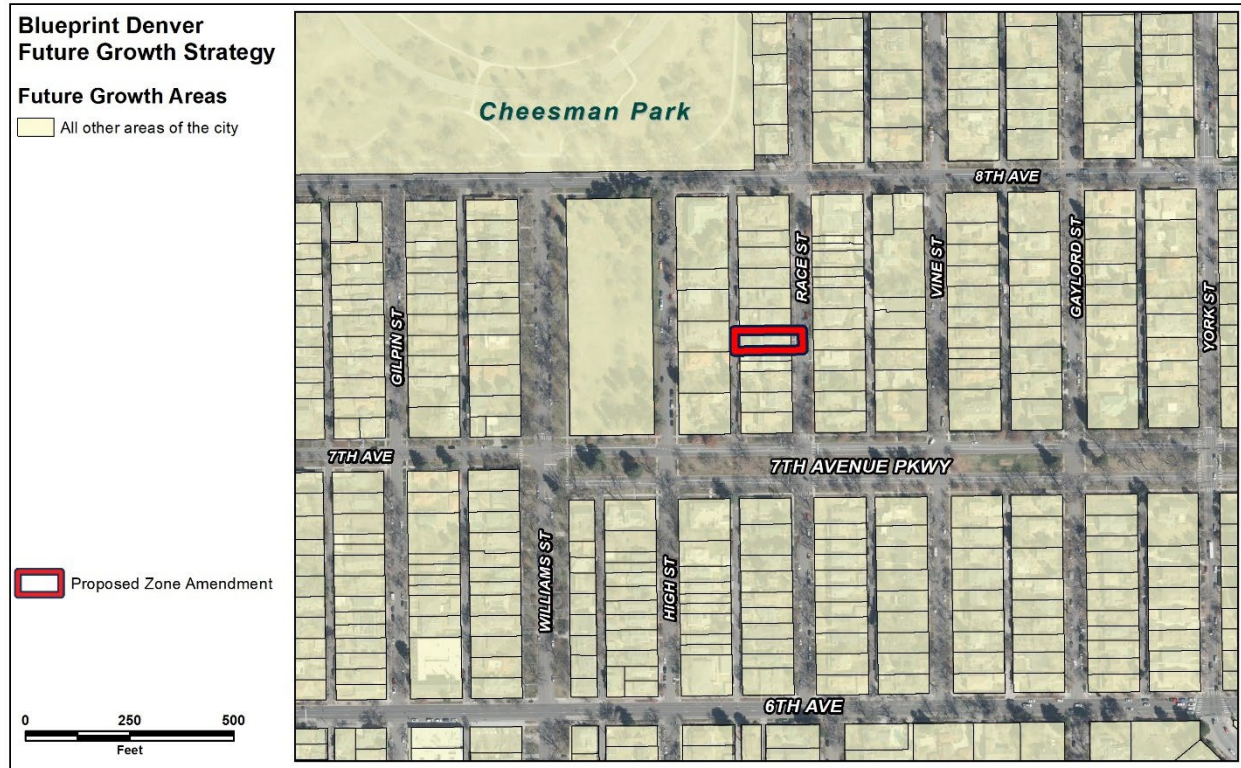 Blueprint Denver
Future Growth Strategy
Future Growth Areas
All other areas of the city
Proposed Zone Amendment
0 250 500
Feet
Cheesman Park
8TH AVE
RACE ST
VINE ST
GAYLORD ST
YORK ST
GILPIN ST
7TH AVE
7TH AVENUE PKWY
WILLIAMS ST
HIGH ST
6TH AVE